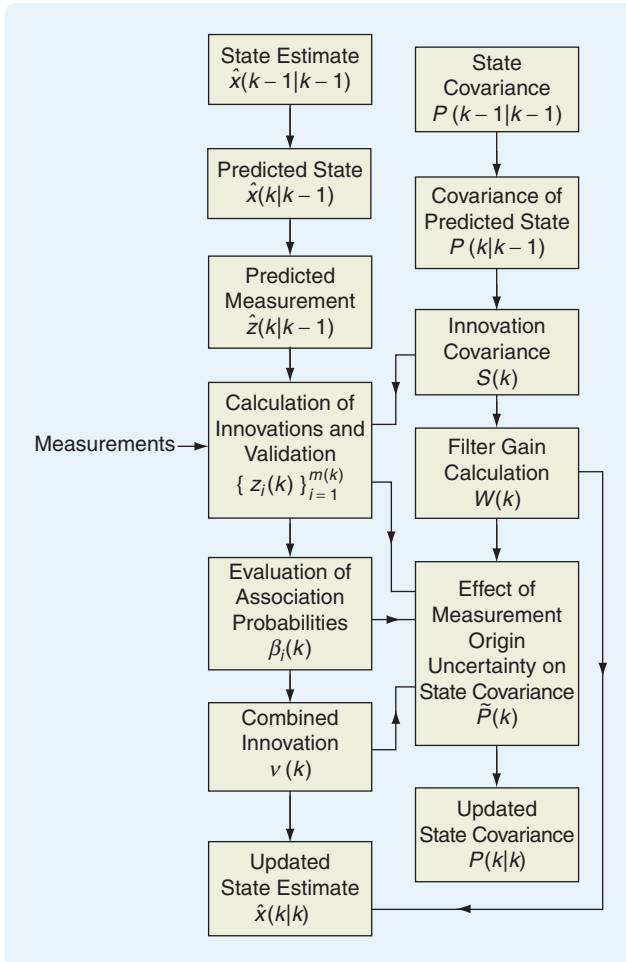 State Estimate
x̂(k – 1|k – 1)
Predicted State
x̂(k|k – 1)
Predicted
Measurement
ẑ(k|k – 1)
Measurements
Calculation of
Innovations and
Validation
{ zᵢ(k) }ᵢ₌₁ᵐ⁽ᵏ⁾
Evaluation of
Association
Probabilities
βᵢ(k)
Combined
Innovation
ν (k)
Updated
State Estimate
x̂(k|k)
State
Covariance
P (k – 1|k – 1)
Covariance of
Predicted State
P (k|k – 1)
Innovation
Covariance
S(k)
Filter Gain
Calculation
W(k)
Effect of
Measurement
Origin
Uncertainty on
State Covariance
P̃(k)
Updated
State Covariance
P(k|k)